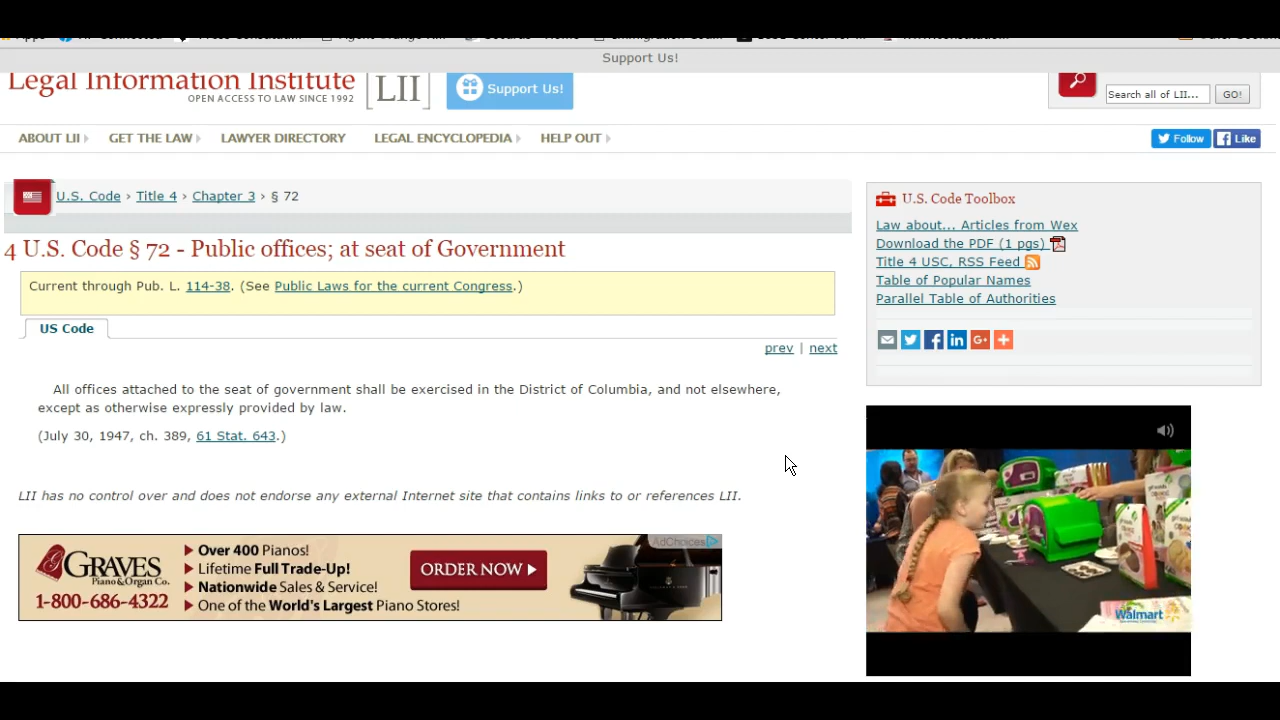 Support Us!
Legal Information Institute
OPEN ACCESS TO LAW SINCE 1992
LII
Support Us!
Search all of LII...
GO!
ABOUT LII
GET THE LAW
LAWYER DIRECTORY
LEGAL ENCYCLOPEDIA
HELP OUT
Follow
Like
U.S. Code › Title 4 › Chapter 3 › § 72
4 U.S. Code § 72 - Public offices; at seat of Government
Current through Pub. L. 114-38. (See Public Laws for the current Congress.)
US Code
prev | next
All offices attached to the seat of government shall be exercised in the District of Columbia, and not elsewhere,
except as otherwise expressly provided by law.
(July 30, 1947, ch. 389, 61 Stat. 643.)
LII has no control over and does not endorse any external Internet site that contains links to or references LII.
GRAVES
Piano & Organ Co.
1-800-686-4322
Over 400 Pianos!
Lifetime Full Trade-Up!
Nationwide Sales & Service!
One of the World's Largest Piano Stores!
ORDER NOW
AdChoices
U.S. Code Toolbox
Law about... Articles from Wex
Download the PDF (1 pgs)
Title 4 USC, RSS Feed
Table of Popular Names
Parallel Table of Authorities
Walmart